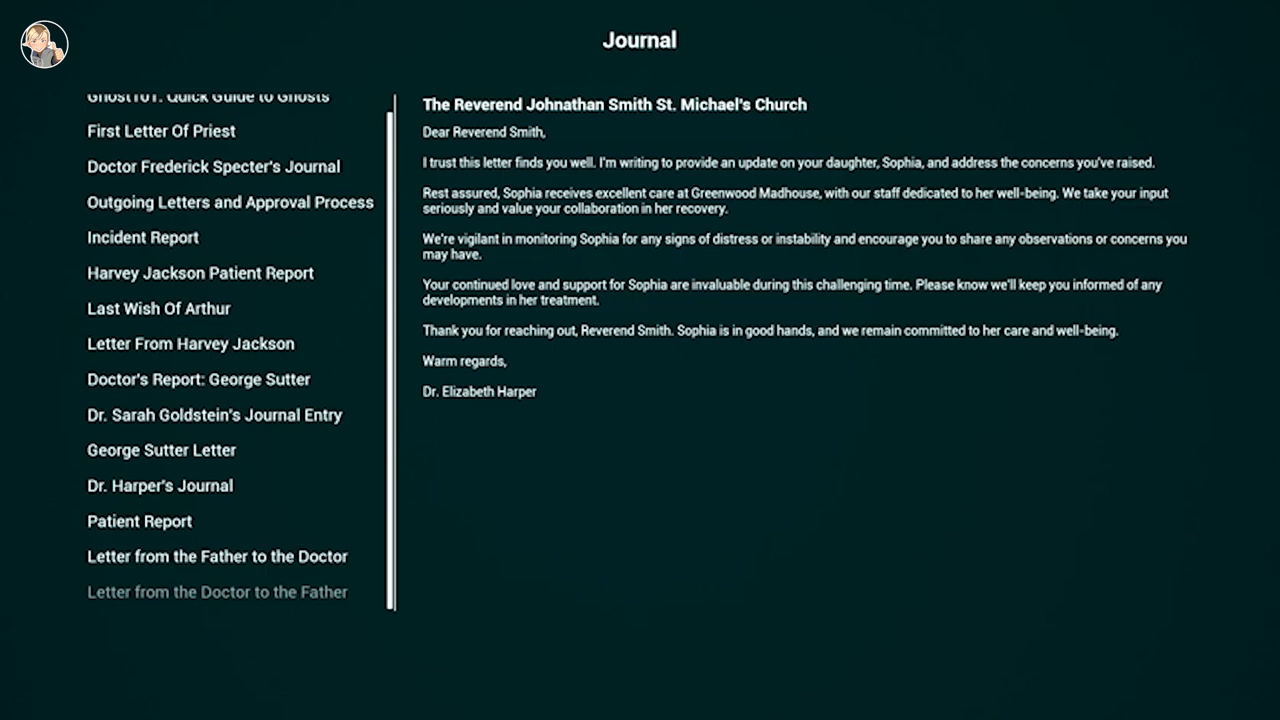 Journal
Ghost101: Quick Guide to Ghosts
First Letter Of Priest
Doctor Frederick Specter's Journal
Outgoing Letters and Approval Process
Incident Report
Harvey Jackson Patient Report
Last Wish Of Arthur
Letter From Harvey Jackson
Doctor's Report: George Sutter
Dr. Sarah Goldstein's Journal Entry
George Sutter Letter
Dr. Harper's Journal
Patient Report
Letter from the Father to the Doctor
Letter from the Doctor to the Father
The Reverend Johnathan Smith St. Michael's Church
Dear Reverend Smith,
I trust this letter finds you well. I'm writing to provide an update on your daughter, Sophia, and address the concerns you've raised.
Rest assured, Sophia receives excellent care at Greenwood Madhouse, with our staff dedicated to her well-being. We take your input
seriously and value your collaboration in her recovery.
We're vigilant in monitoring Sophia for any signs of distress or instability and encourage you to share any observations or concerns you
may have.
Your continued love and support for Sophia are invaluable during this challenging time. Please know we'll keep you informed of any
developments in her treatment.
Thank you for reaching out, Reverend Smith. Sophia is in good hands, and we remain committed to her care and well-being.
Warm regards,
Dr. Elizabeth Harper